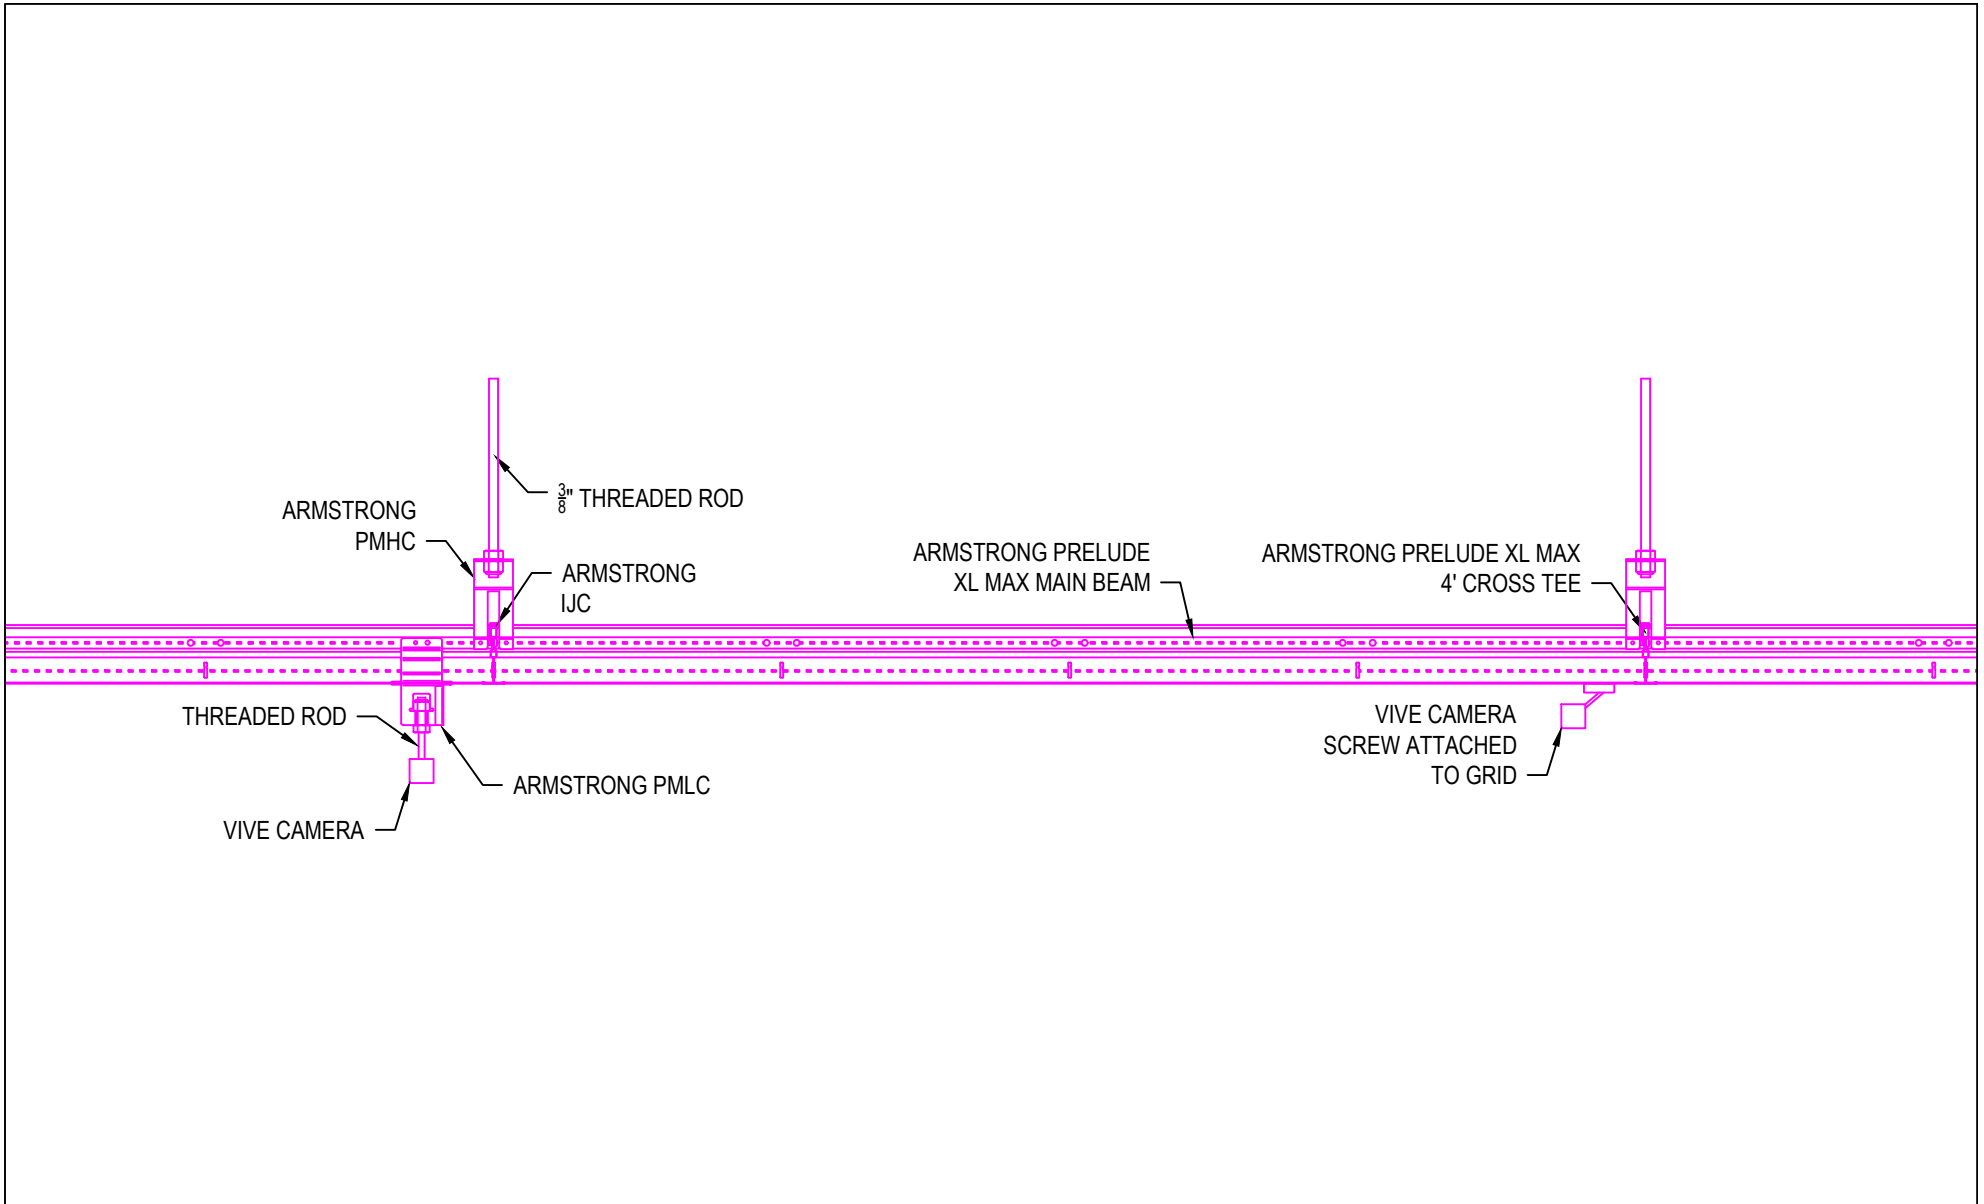 3/8" THREADED ROD
ARMSTRONG
PMHC
ARMSTRONG
IJC
ARMSTRONG PRELUDE
XL MAX MAIN BEAM
ARMSTRONG PRELUDE XL MAX
4' CROSS TEE
THREADED ROD
ARMSTRONG PMLC
VIVE CAMERA
VIVE CAMERA
SCREW ATTACHED
TO GRID